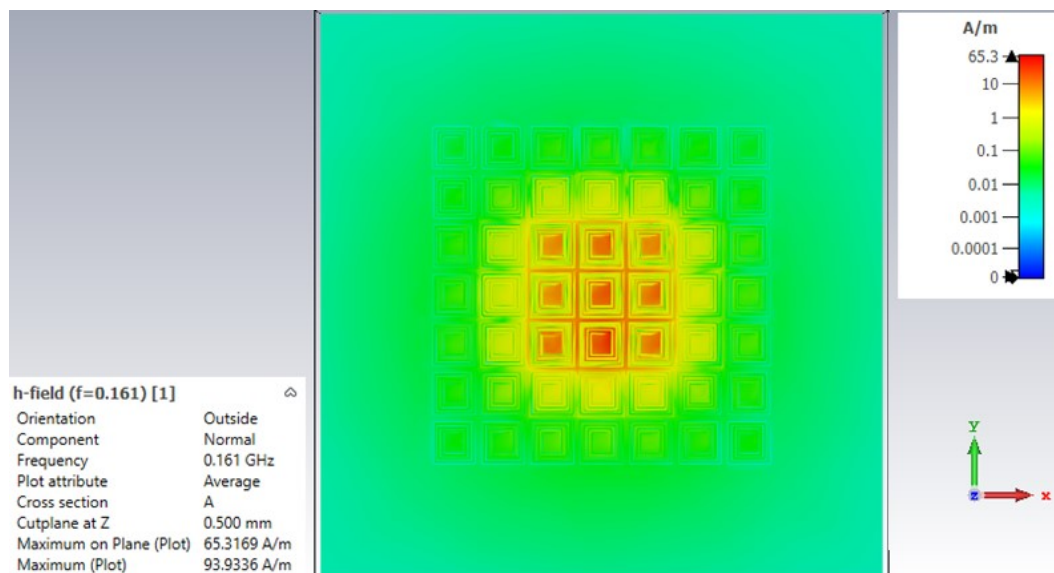 A/m
65.3
10
1
0.1
0.01
0.001
0.0001
0
h-field (f=0.161) [1]
Orientation Outside
Component Normal
Frequency 0.161 GHz
Plot attribute Average
Cross section A
Cutplane at Z 0.500 mm
Maximum on Plane (Plot) 65.3169 A/m
Maximum (Plot) 93.9336 A/m
y
z
x